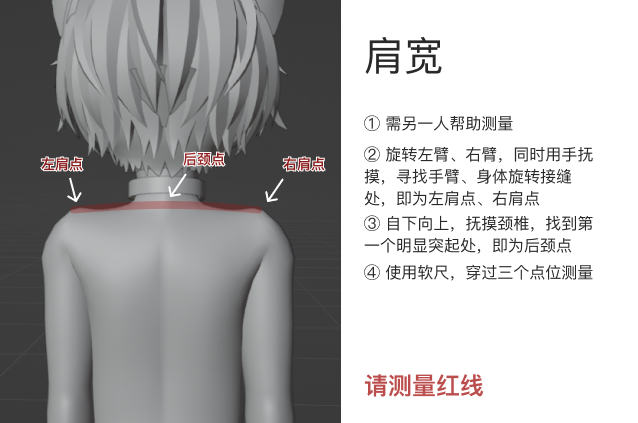 肩宽
① 需另一人帮助测量
② 旋转左臂、右臂，同时用手抚
摸，寻找手臂、身体旋转接缝
处，即为左肩点、右肩点
③ 自下向上，抚摸颈椎，找到第
一个明显突起处，即为后颈点
④ 使用软尺，穿过三个点位测量
请测量红线
左肩点
后颈点
右肩点